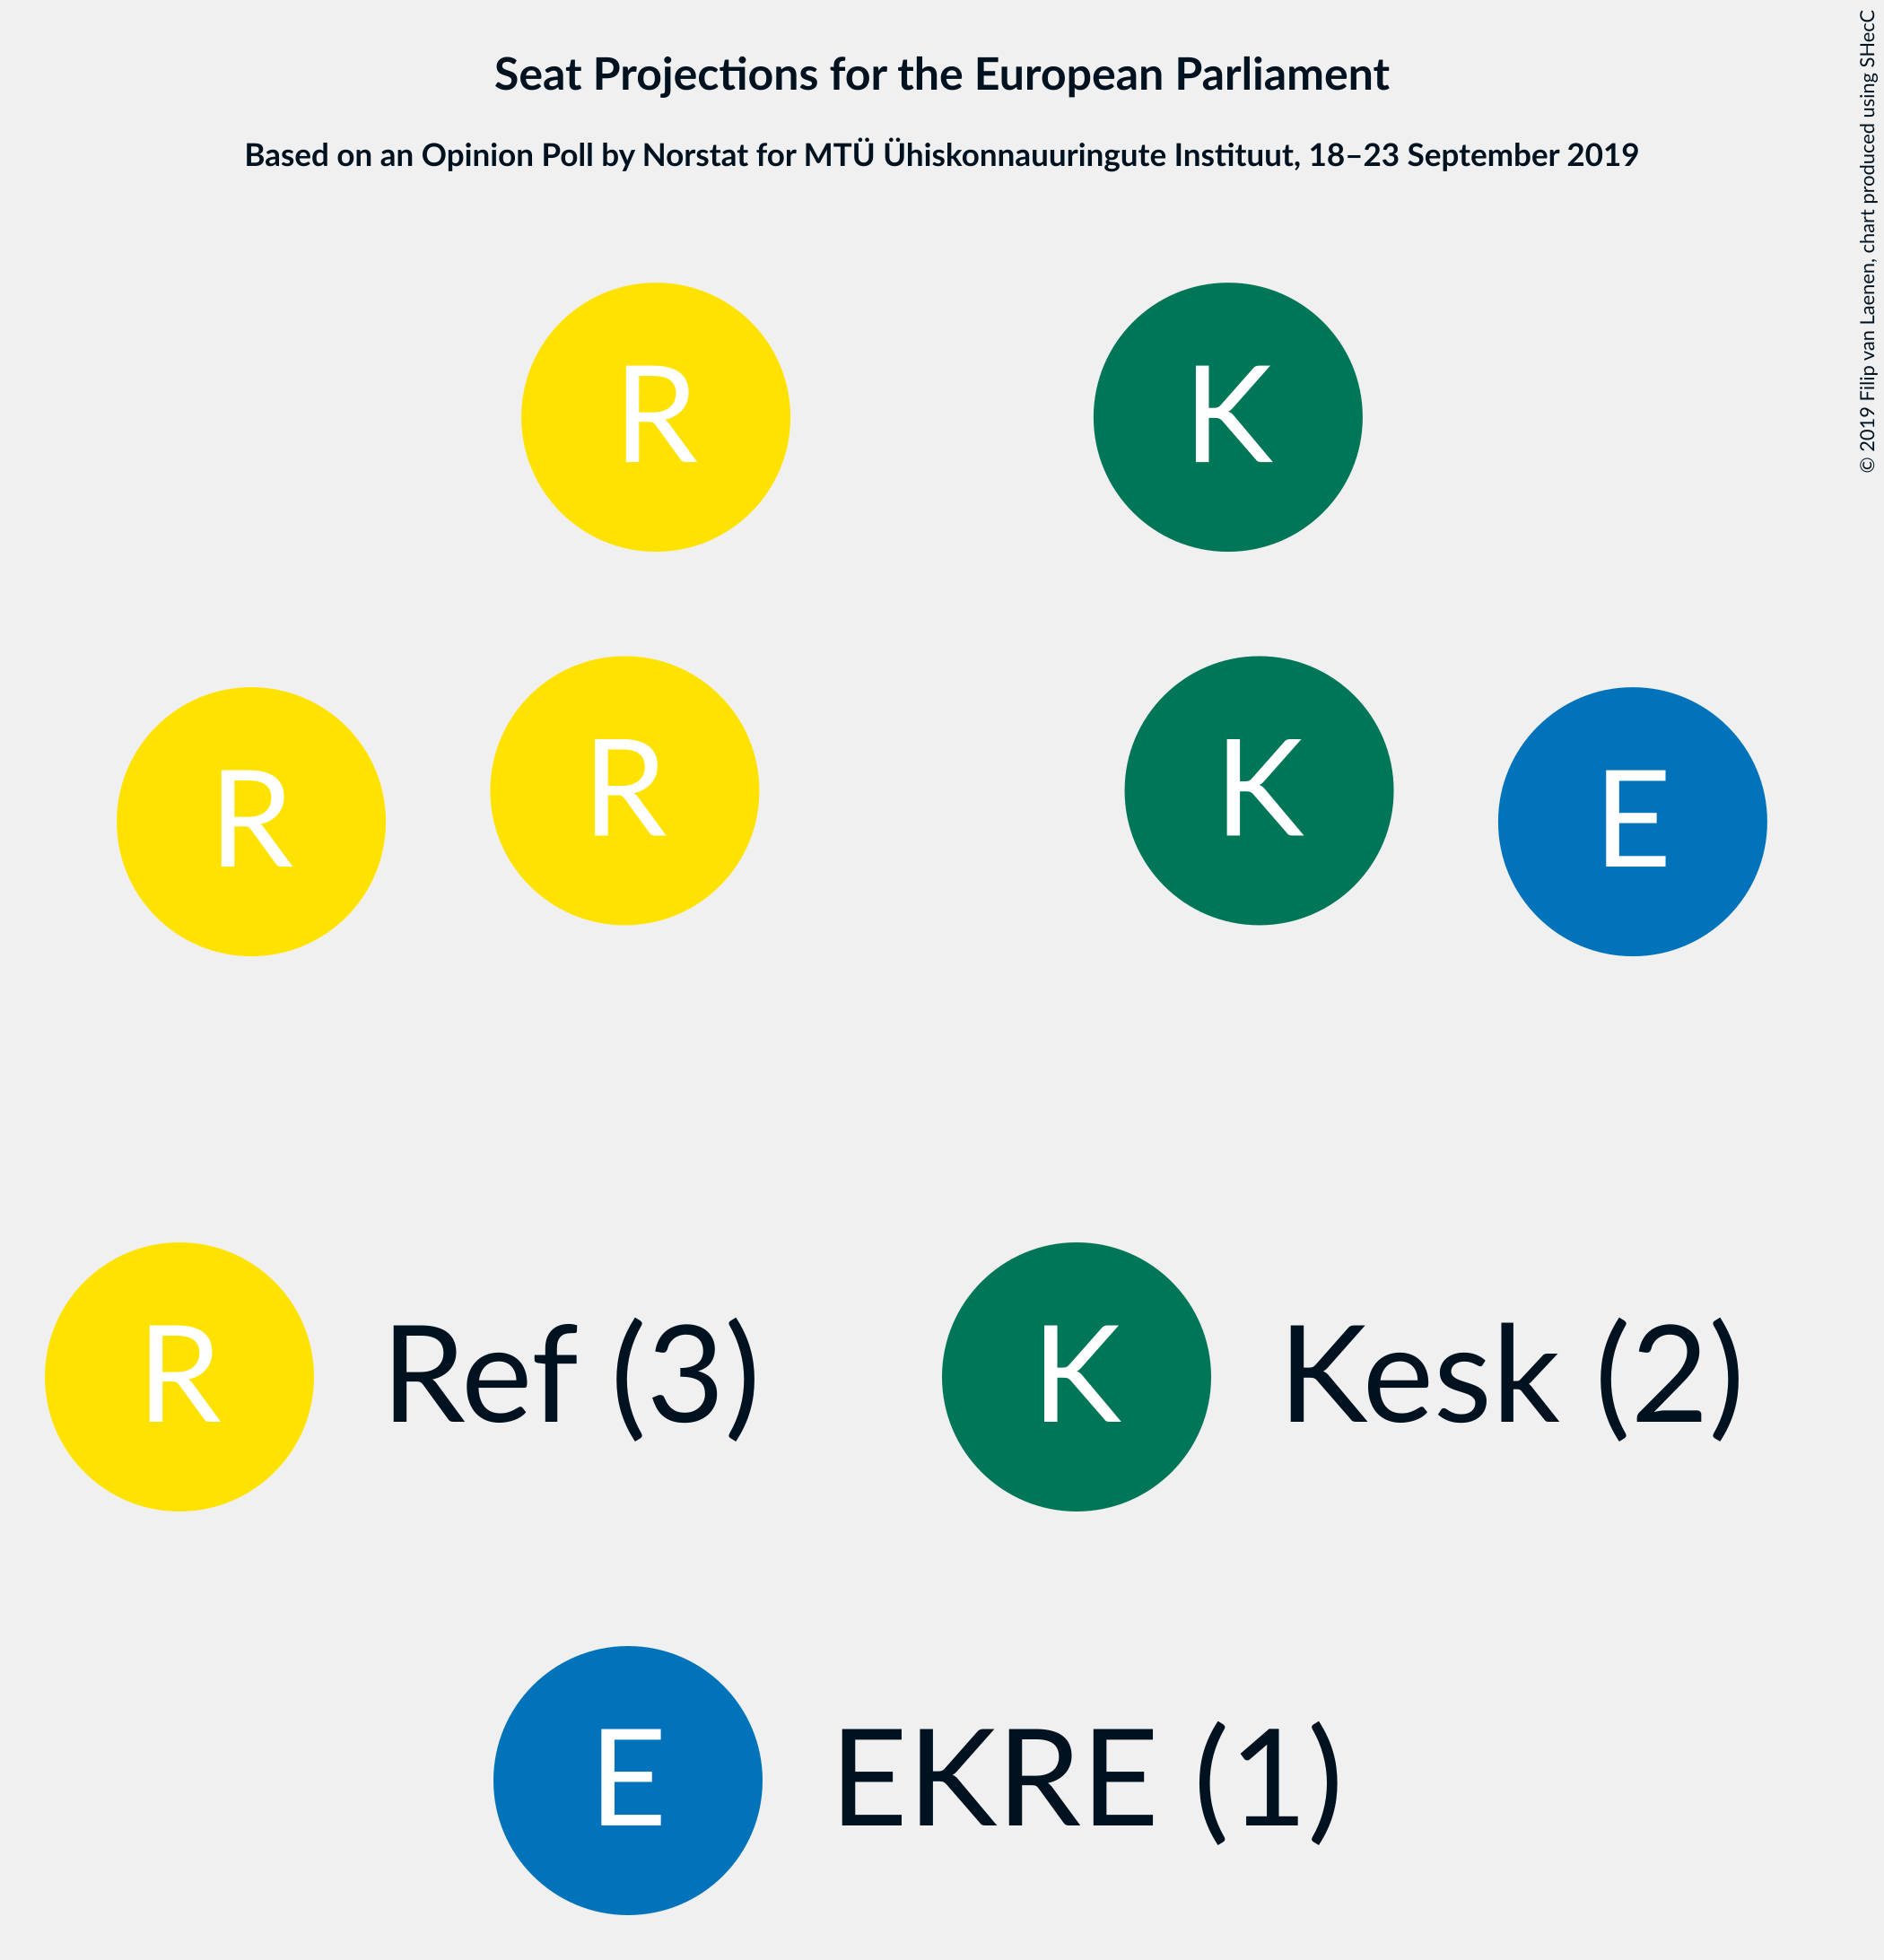 Seat Projections for the European Parliament
Based on an Opinion Poll by Norstat for MTÜ Ühiskonnauuringute Instituut, 18–23 September 2019
© 2019 Filip van Laenen, chart produced using SHecC
R
K
R
R
K
E
R
Ref (3)
K
Kesk (2)
E
EKRE (1)